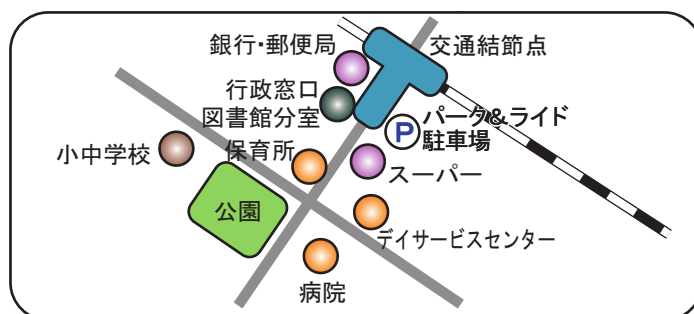 銀行・郵便局
交通結節点
行政窓口
図書館分室
P
パーク&ライド
駐車場
小中学校
保育所
スーパー
公園
デイサービスセンター
病院